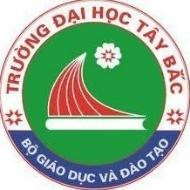 TRƯỜNG ĐẠI HỌC TÂY BẮC
BỘ GIÁO DỤC VÀ ĐÀO TẠO